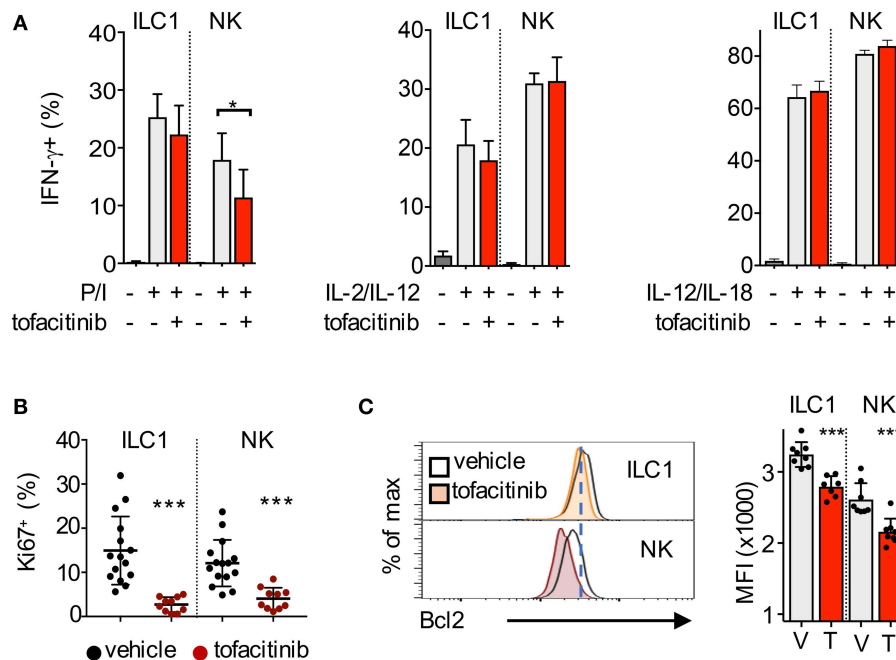 A
ILC1 NK
ILC1 NK
ILC1 NK
IFN-γ+ (%)
40
30
20
10
0
*
40
30
20
10
0
80
60
40
20
0
P/I - + + - + +
tofacitinib - - + - - +
IL-2/IL-12 - + + - + +
tofacitinib - - + - - +
IL-12/IL-18 - + + - + +
tofacitinib - - + - - +
B
ILC1 NK
Ki67+ (%)
40
30
20
10
0
*** ***
vehicle tofacitinib
C
% of max
vehicle
tofacitinib
ILC1
NK
Bcl2
ILC1 NK
*** **
MFI (x1000)
3
2
1
V T V T